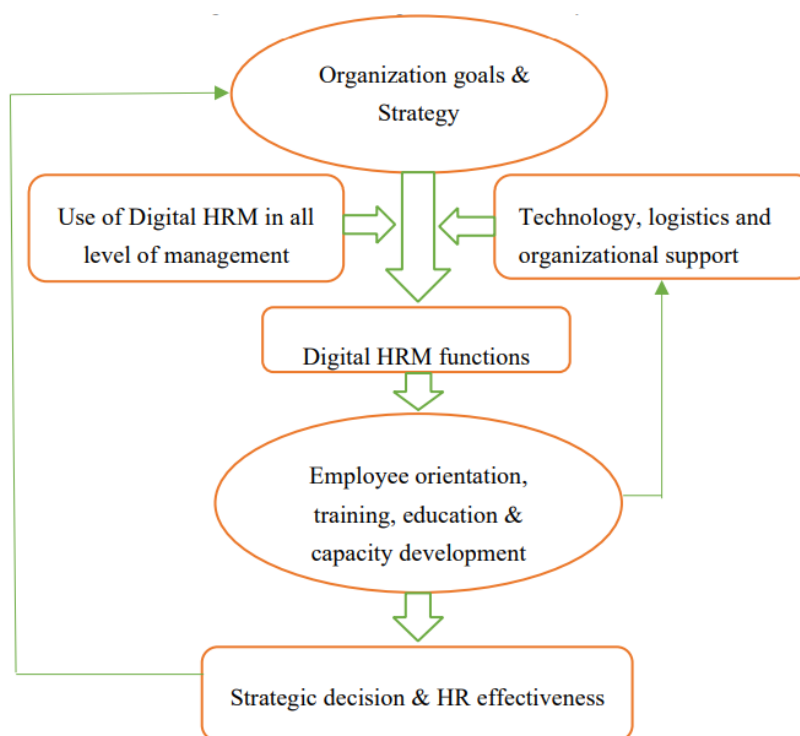 Organization goals &
Strategy
Use of Digital HRM in all
level of management
Technology, logistics and
organizational support
Digital HRM functions
Employee orientation,
training, education &
capacity development
Strategic decision & HR effectiveness